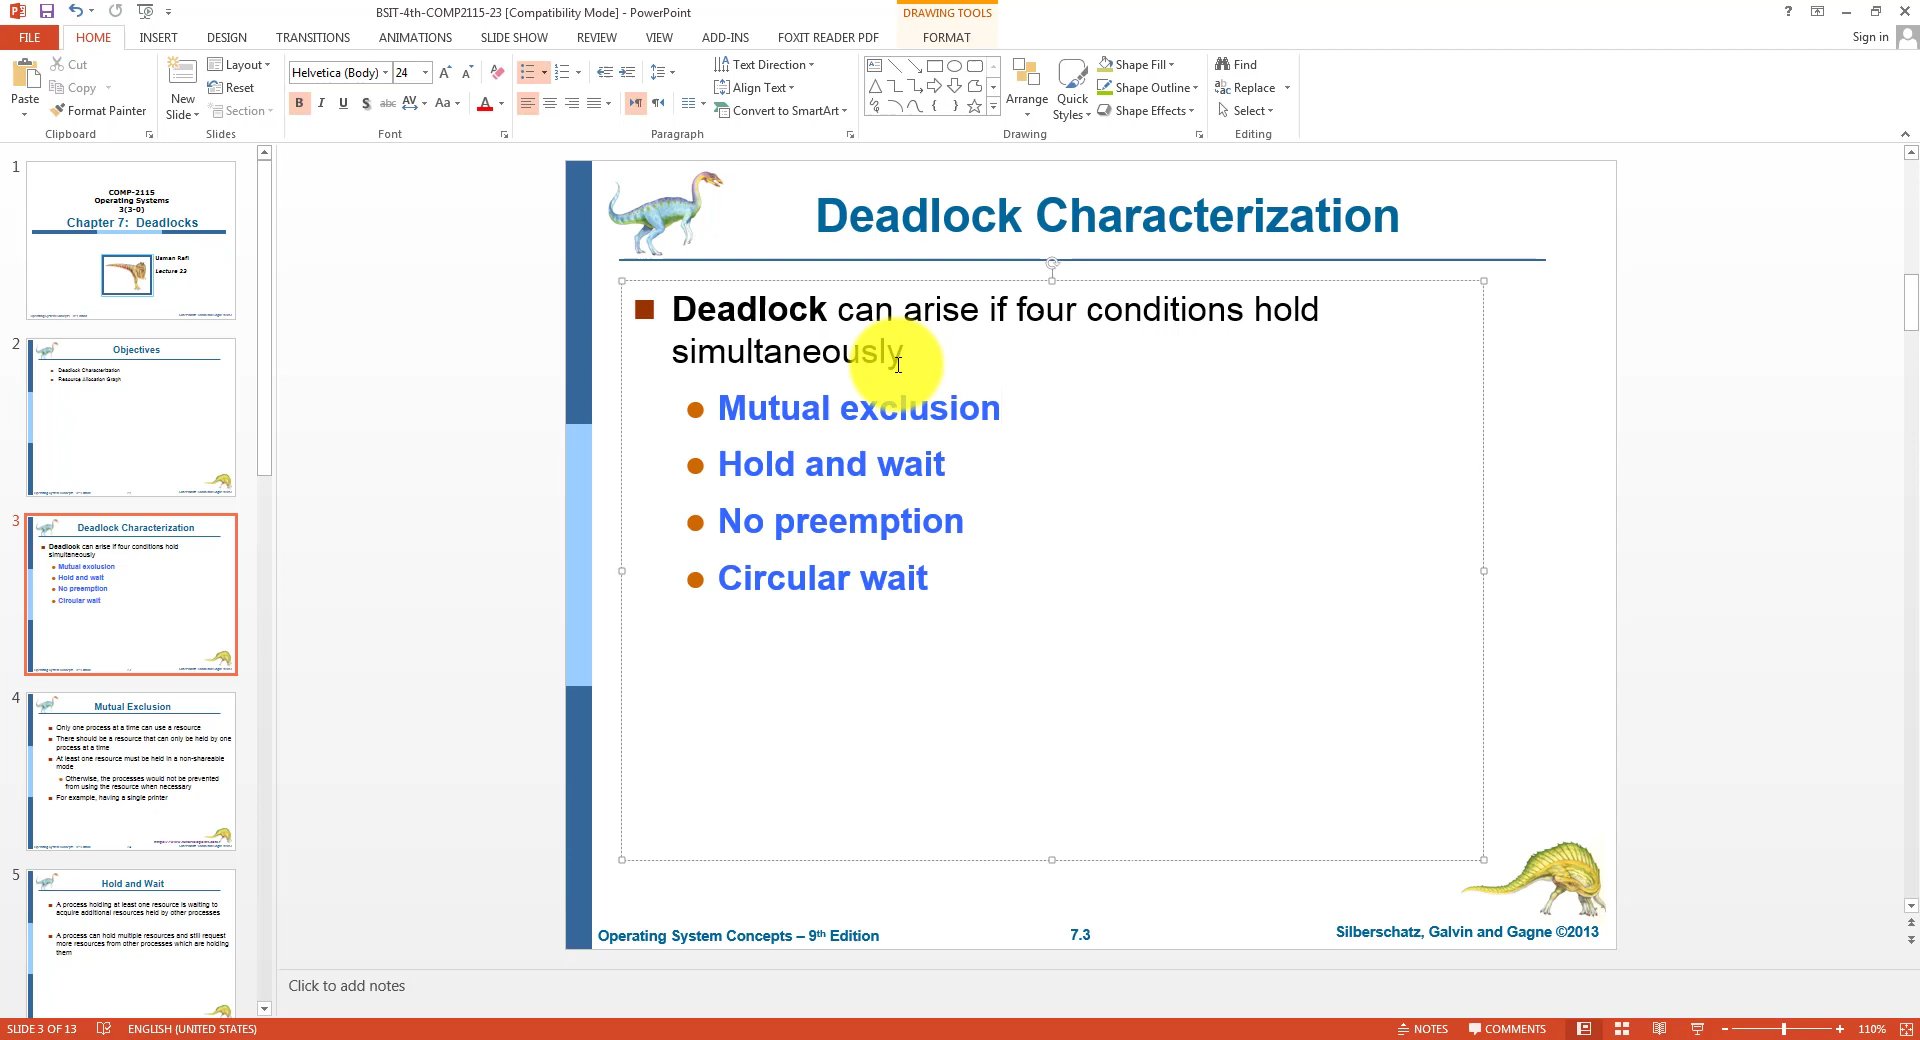 BSIT-4th-COMP2115-23 [Compatibility Mode] - PowerPoint
DRAWING TOOLS
?
FILE
HOME
INSERT
DESIGN
TRANSITIONS
ANIMATIONS
SLIDE SHOW
REVIEW
VIEW
ADD-INS
FOXIT READER PDF
FORMAT
Sign in
Paste
Cut
Copy
Format Painter
Clipboard
New Slide
Layout
Reset
Section
Slides
Helvetica (Body)
24
B I U S abc AV Aa A
Font
Text Direction
Align Text
Convert to SmartArt
Paragraph
Arrange
Quick Styles
Shape Fill
Shape Outline
Shape Effects
Drawing
Find
Replace
Select
Editing
1
COMP-2115
Operating Systems
3(3-0)
Chapter 7: Deadlocks
Usman Rafi
Lecture 23
2
Objectives
Deadlock Characterization
Resource Allocation Graph
3
Deadlock Characterization
Deadlock can arise if four conditions hold
simultaneously
Mutual exclusion
Hold and wait
No preemption
Circular wait
4
Mutual Exclusion
Only one process at a time can use a resource
There should be a resource that can only be held by one
process at a time
At least one resource must be held in a non-shareable
mode
Otherwise, the processes would not be prevented
from using the resource when necessary
For example, having a single printer
5
Hold and Wait
A process holding at least one resource is waiting to
acquire additional resources held by other processes
A process can hold multiple resources and still request
more resources from other processes which are holding
them
Deadlock Characterization
Deadlock can arise if four conditions hold
simultaneously
Mutual exclusion
Hold and wait
No preemption
Circular wait
Operating System Concepts – 9th Edition
7.3
Silberschatz, Galvin and Gagne ©2013
Click to add notes
SLIDE 3 OF 13
ENGLISH (UNITED STATES)
NOTES
COMMENTS
110%